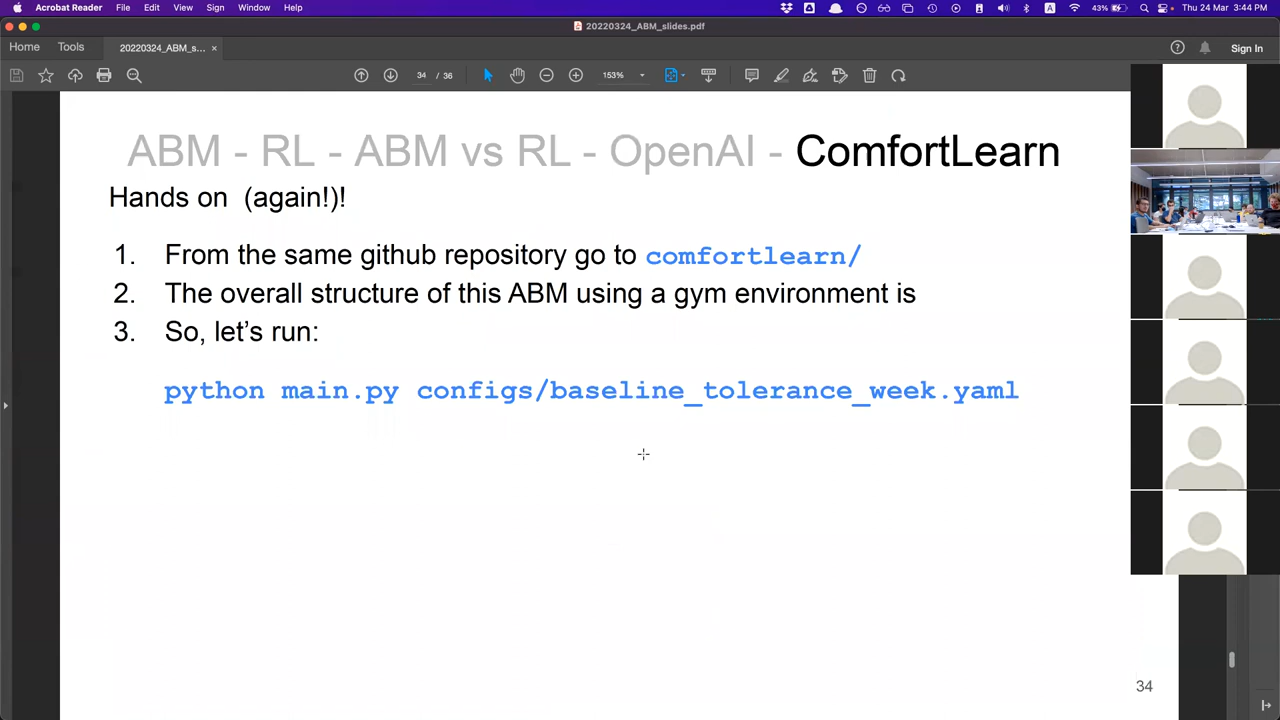 Acrobat Reader File Edit View Sign Window Help 43% A Thu 24 Mar 3:44 PM
20220324_ABM_slides.pdf
Home Tools 20220324_ABM_s... × Sign In
34 / 36 153%
ABM - RL - ABM vs RL - OpenAI - ComfortLearn
Hands on (again!)!
1. From the same github repository go to comfortlearn/
2. The overall structure of this ABM using a gym environment is
3. So, let's run:
python main.py configs/baseline_tolerance_week.yaml
34